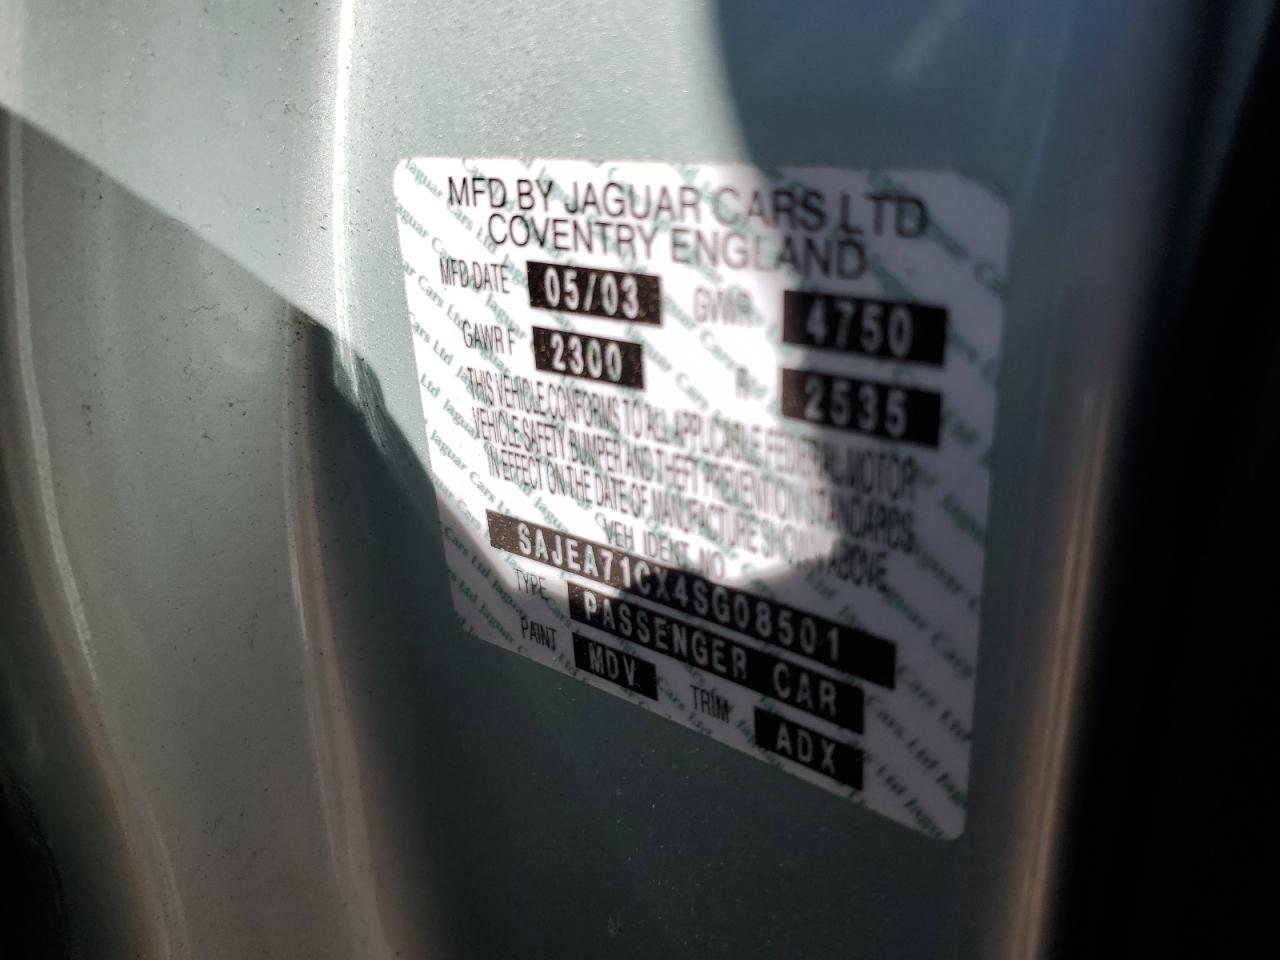 MFD BY JAGUAR CARS LTD
COVENTRY ENGLAND
MFD DATE 05/03 GVWR 4750
GAWR F 2300 R 2535
THIS VEHICLE CONFORMS TO ALL APPLICABLE FEDERAL MOTOR
VEHICLE SAFETY BUMPER AND THEFT PREVENTION STANDARDS
IN EFFECT ON THE DATE OF MANUFACTURE SHOWN ABOVE
VEH IDENT NO
SAJEA71CX4SG08501
TYPE PASSENGER CAR
PAINT MDV TRIM ADX